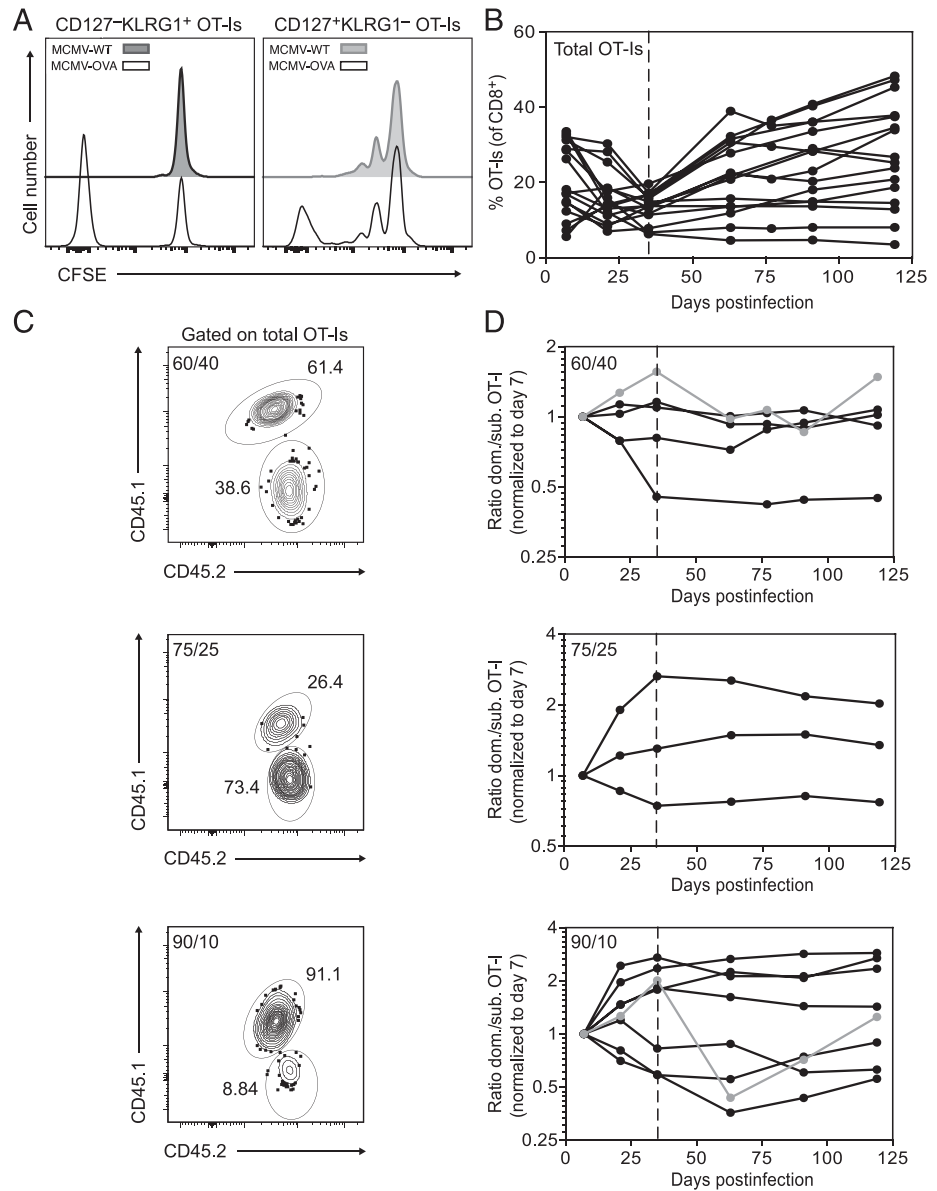 A
CD127–KLRG1+ OT-Is
CD127+KLRG1– OT-Is
MCMV-WT
MCMV-OVA
MCMV-WT
MCMV-OVA
Cell number
CFSE
B
Total OT-Is
% OT-Is (of CD8+)
60
40
20
0
0 25 50 75 100 125
Days postinfection
C
Gated on total OT-Is
60/40
61.4
38.6
CD45.1
CD45.2
75/25
26.4
73.4
CD45.1
CD45.2
90/10
91.1
8.84
CD45.1
CD45.2
D
60/40
Ratio dom./sub. OT-I
(normalized to day 7)
2
1
0.5
0.25
0 25 50 75 100 125
Days postinfection
75/25
Ratio dom./sub. OT-I
(normalized to day 7)
4
2
1
0.5
0 25 50 75 100 125
Days postinfection
90/10
Ratio dom./sub. OT-I
(normalized to day 7)
4
2
1
0.5
0.25
0 25 50 75 100 125
Days postinfection